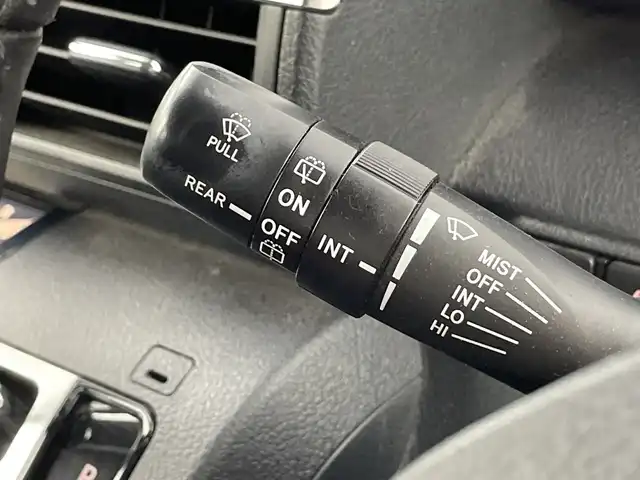 PULL
REAR
ON
OFF
INT
MIST
OFF
INT
LO
HI